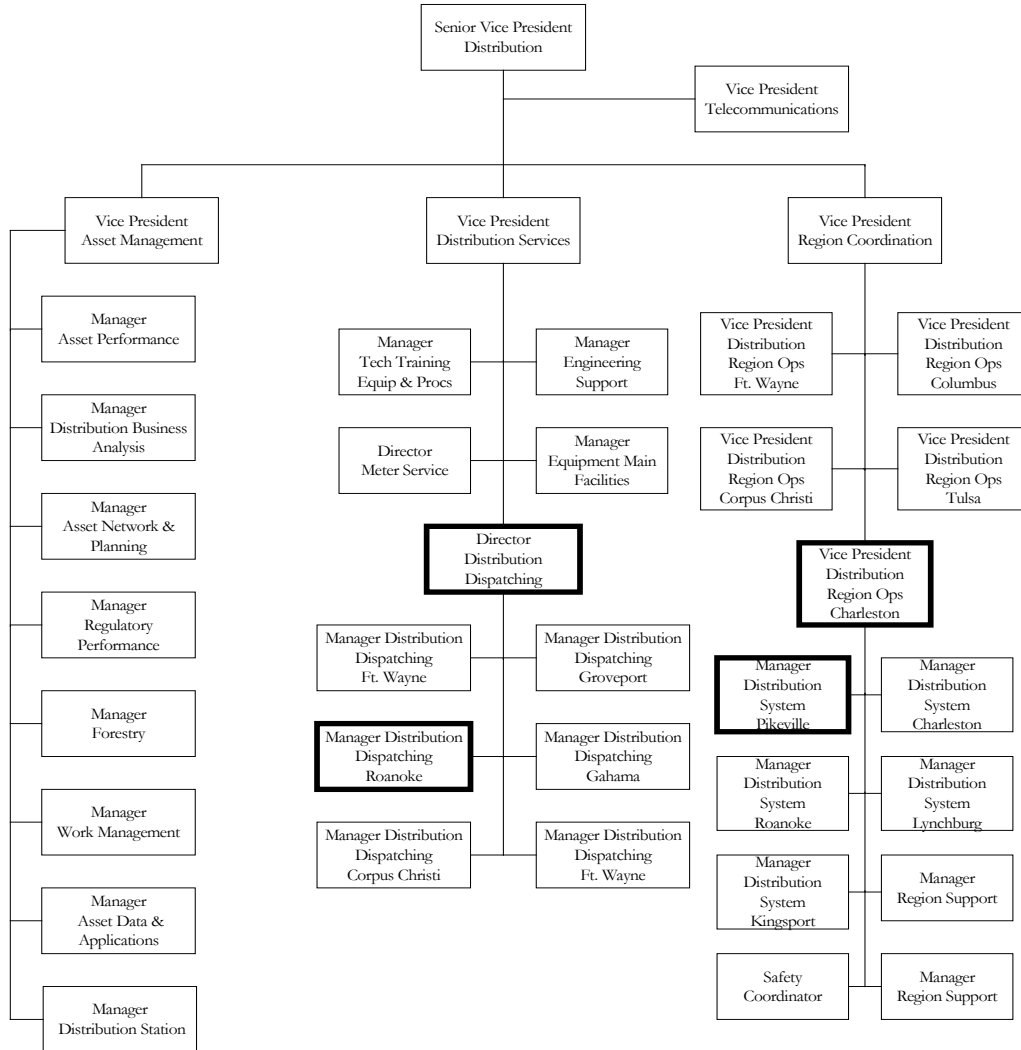 Senior Vice President
Distribution
Vice President
Telecommunications
Vice President
Asset Management
Vice President
Distribution Services
Vice President
Region Coordination
Manager
Asset Performance
Manager
Distribution Business
Analysis
Manager
Asset Network &
Planning
Manager
Regulatory
Performance
Manager
Forestry
Manager
Work Management
Manager
Asset Data &
Applications
Manager
Distribution Station
Manager
Tech Training
Equip & Procs
Manager
Engineering
Support
Director
Meter Service
Manager
Equipment Main
Facilities
Director
Distribution
Dispatching
Manager Distribution
Dispatching
Ft. Wayne
Manager Distribution
Dispatching
Groveport
Manager Distribution
Dispatching
Roanoke
Manager Distribution
Dispatching
Gahama
Manager Distribution
Dispatching
Corpus Christi
Manager Distribution
Dispatching
Ft. Wayne
Vice President
Distribution
Region Ops
Ft. Wayne
Vice President
Distribution
Region Ops
Columbus
Vice President
Distribution
Region Ops
Corpus Christi
Vice President
Distribution
Region Ops
Tulsa
Vice President
Distribution
Region Ops
Charleston
Manager
Distribution
System
Pikeville
Manager
Distribution
System
Charleston
Manager
Distribution
System
Roanoke
Manager
Distribution
System
Lynchburg
Manager
Distribution
System
Kingsport
Manager
Region Support
Safety
Coordinator
Manager
Region Support